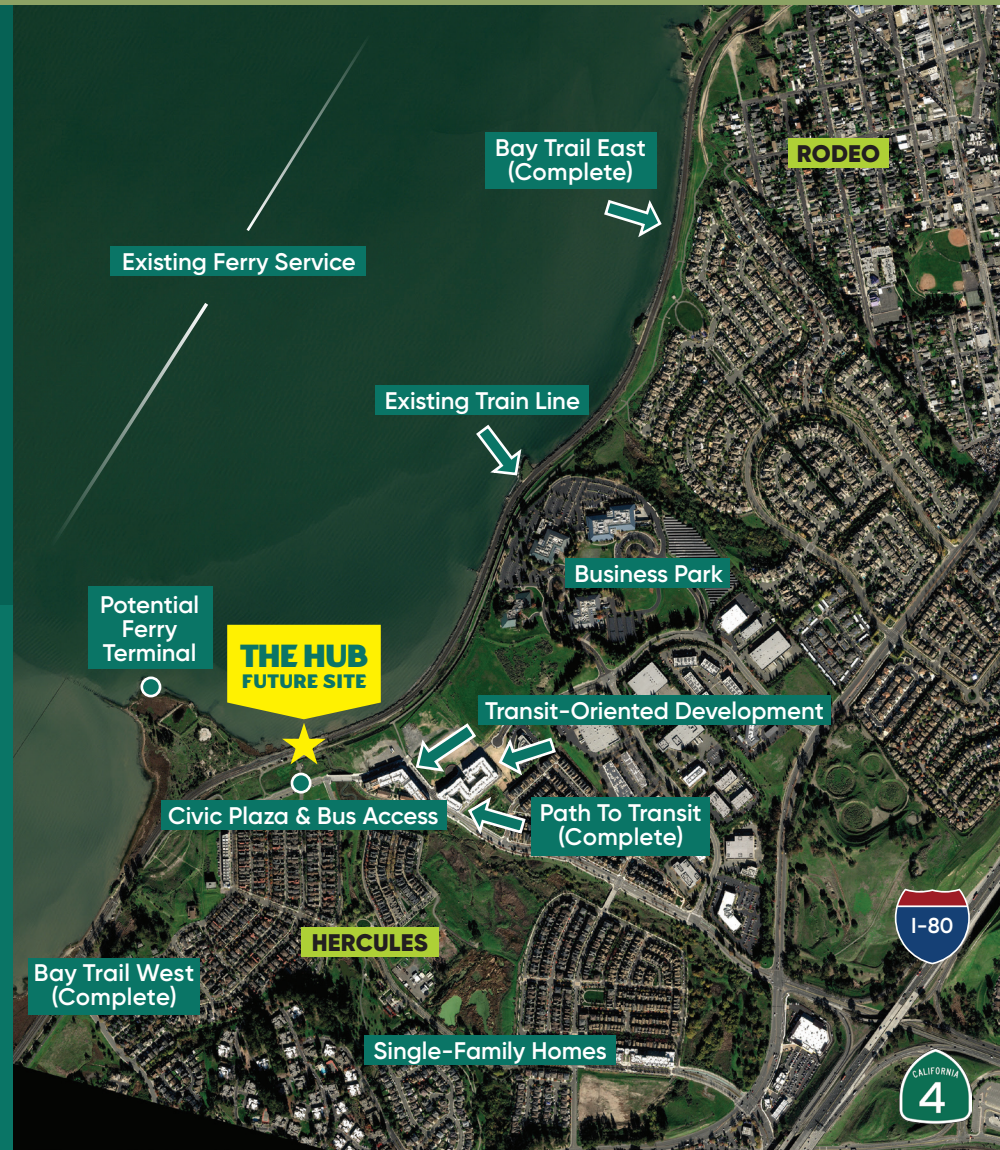 Bay Trail East
(Complete)
RODEO
Existing Ferry Service
Existing Train Line
Business Park
Potential
Ferry
Terminal
THE HUB
FUTURE SITE
Transit-Oriented Development
Civic Plaza & Bus Access
Path To Transit
(Complete)
I-80
HERCULES
Bay Trail West
(Complete)
Single-Family Homes
CALIFORNIA
4